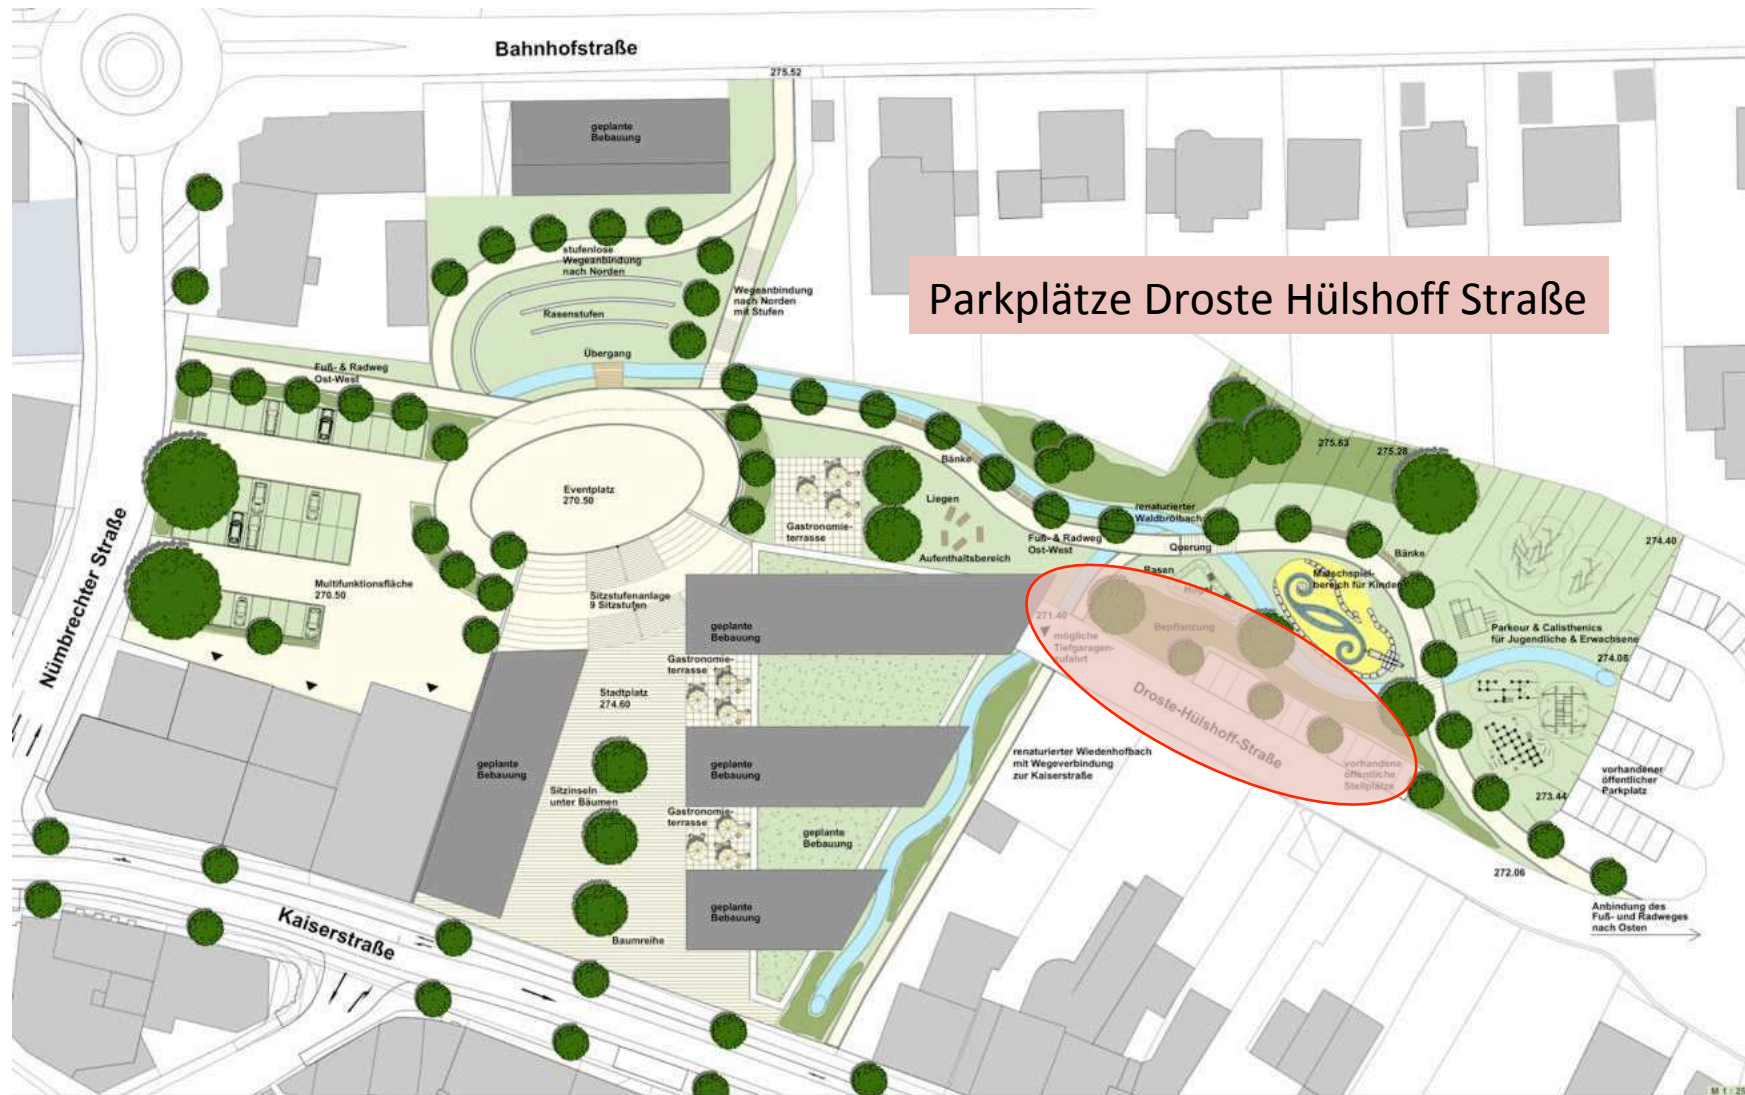 Bahnhofstraße
275.52
geplante
Bebauung
stufenlose
Wegeanbindung
nach Norden
Wegeanbindung
nach Norden
mit Stufen
Rasenstufen
Parkplätze Droste Hülshoff Straße
Übergang
Fuß- & Radweg
Ost-West
275.63
275.28
Bänke
Eventplatz
270.50
Liegen
Gastronomie-
terrasse
renaturierter
Waldbrölbach
Fuß- & Radweg
Ost-West
Querung
Aufenthaltsbereich
Bänke
274.40
Nümbrechter Straße
Multifunktionsfläche
270.50
Sitzstufenanlage
9 Sitzstufen
Rasen
Hügel
Matschspiel-
bereich für Kinder
271.40
Bepflanzung
mögliche
Tiefgaragen-
zufahrt
geplante
Bebauung
Parkour & Calisthenics
für Jugendliche & Erwachsene
274.05
Gastronomie-
terrasse
Stadtplatz
274.60
Droste-Hülshoff-Straße
geplante
Bebauung
geplante
Bebauung
renaturierter Wiedenhofbach
mit Wegeverbindung
zur Kaiserstraße
vorhandene
öffentliche
Stellplätze
vorhandener
öffentlicher
Parkplatz
Sitzinseln
unter Bäumen
273.44
Gastronomie-
terrasse
geplante
Bebauung
272.06
geplante
Bebauung
Kaiserstraße
Baumreihe
Anbindung des
Fuß- und Radweges
nach Osten
M 1 : 25